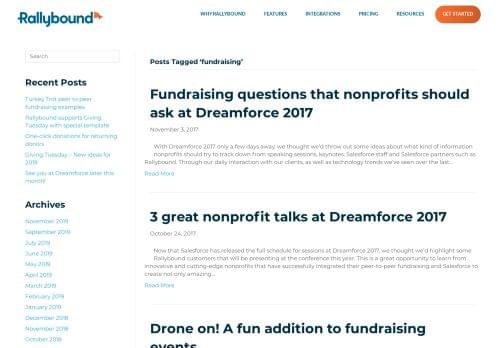 Rallybound
WHY RALLYBOUND
FEATURES
INTEGRATIONS
PRICING
RESOURCES
GET STARTED
Search
Recent Posts
Turkey Trot peer to peer
fundraising examples
Rallybound supports Giving
Tuesday with special template
One-click donations for returning
donors
Giving Tuesday – New ideas for
2019
See you at Dreamforce later this
month!
Archives
November 2019
September 2019
July 2019
June 2019
May 2019
April 2019
March 2019
February 2019
January 2019
December 2018
November 2018
October 2018
Posts Tagged ‘fundraising’
Fundraising questions that nonprofits should
ask at Dreamforce 2017
November 3, 2017
With Dreamforce 2017 only a few days away we thought we'd throw out some ideas about what kind of information
nonprofits should try to track down from speaking sessions, keynotes, Salesforce staff and Salesforce partners such as
Rallybound. Through our daily interaction with our clients, as well as technology trends we've seen over the last...
Read More
3 great nonprofit talks at Dreamforce 2017
October 24, 2017
Now that Salesforce has released the full schedule for sessions at Dreamforce 2017, we thought we'd highlight some
Rallybound customers that will be presenting at the conference this year. This is a great opportunity to learn from
innovative and cutting-edge nonprofits that have successfully integrated their peer-to-peer fundraising and Salesforce to
create not only amazing...
Read More
Drone on! A fun addition to fundraising
events